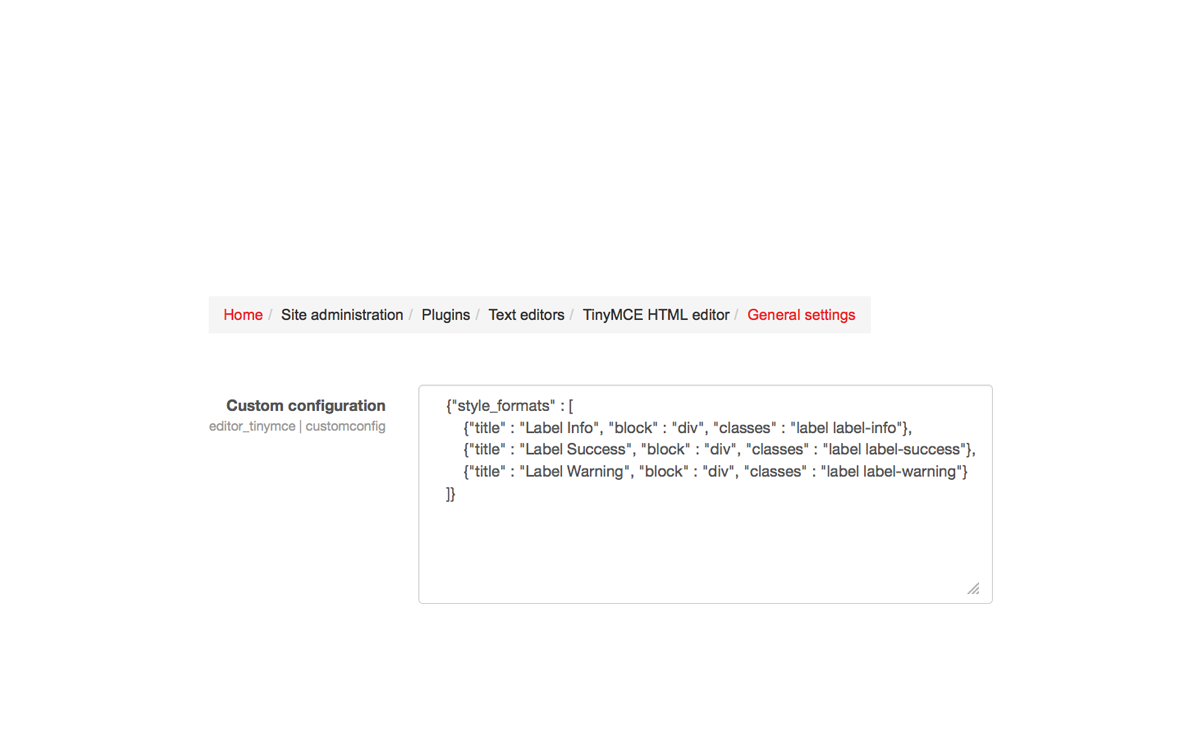 Home / Site administration / Plugins / Text editors / TinyMCE HTML editor / General settings
Custom configuration
editor_tinymce | customconfig
{"style_formats" : [
{"title" : "Label Info", "block" : "div", "classes" : "label label-info"},
{"title" : "Label Success", "block" : "div", "classes" : "label label-success"},
{"title" : "Label Warning", "block" : "div", "classes" : "label label-warning"}
]}